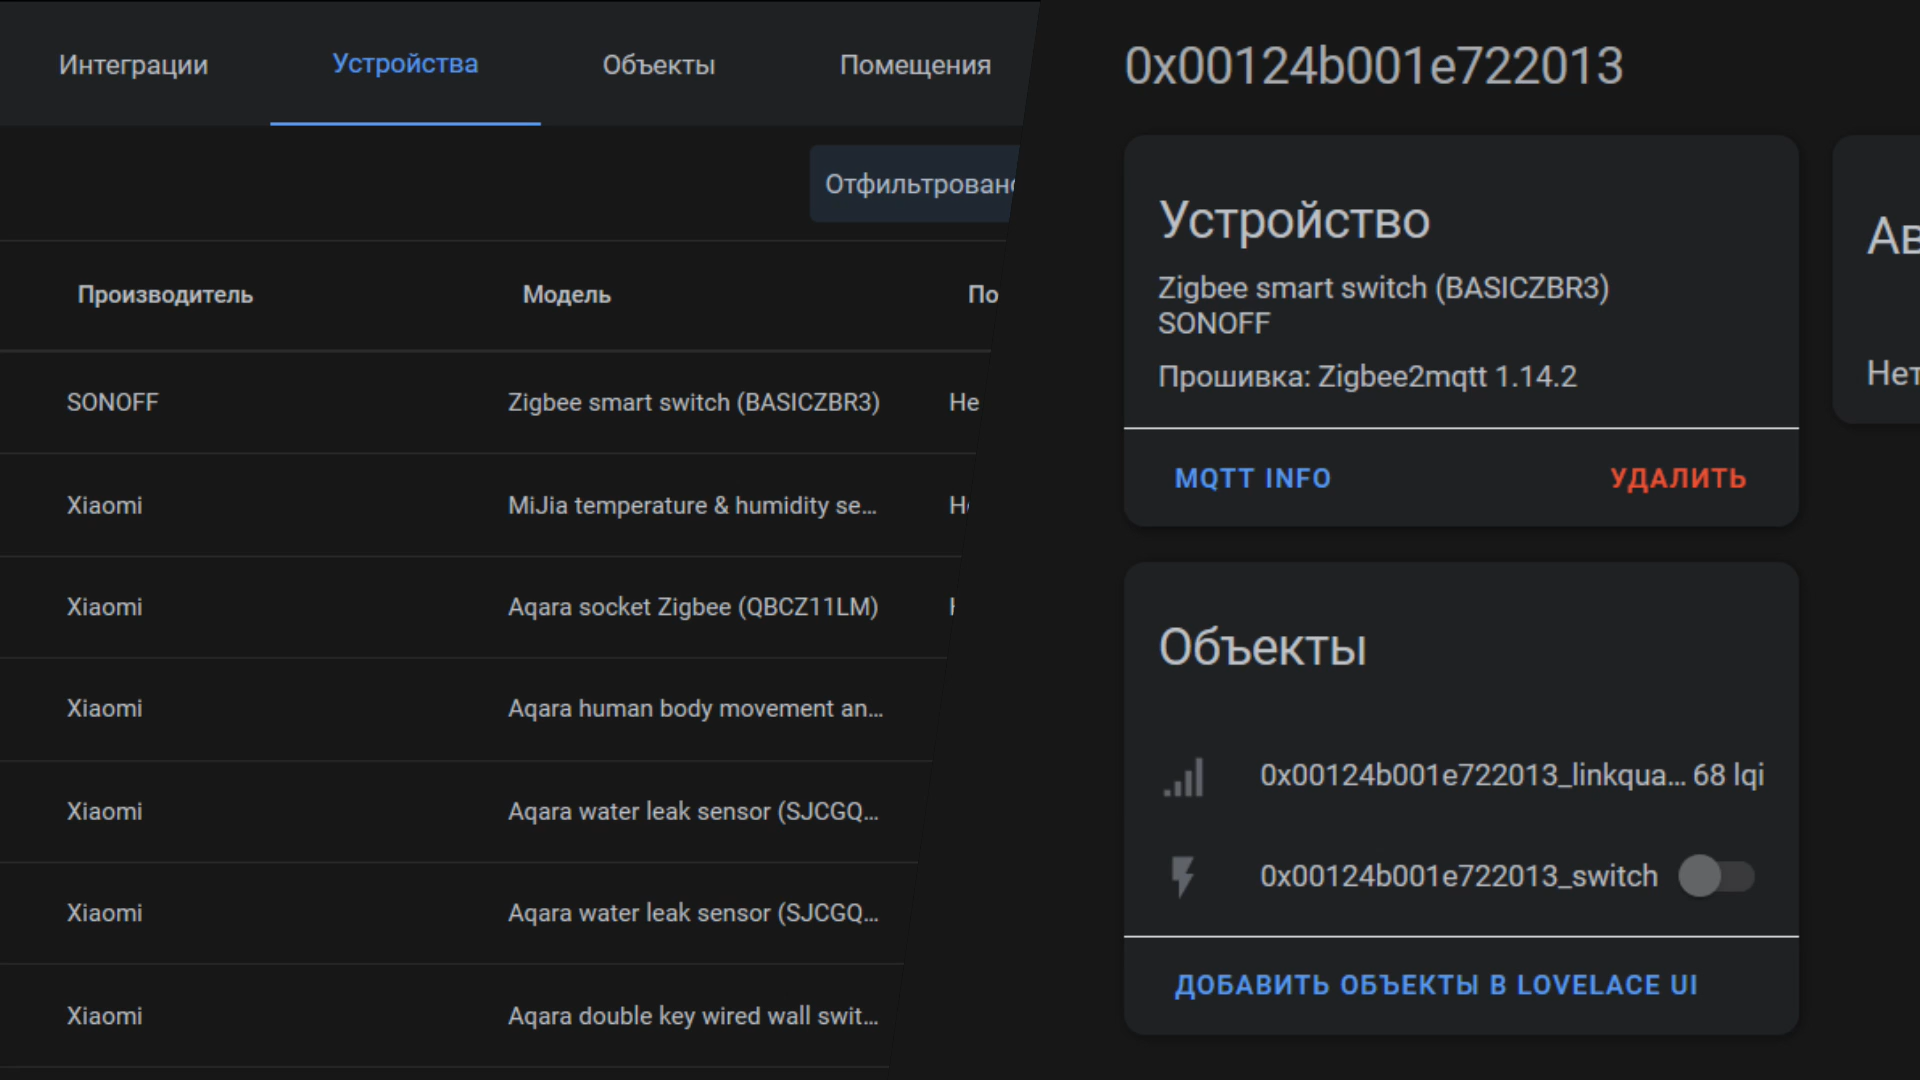 Интеграции Устройства Объекты Помещения
Отфильтровано
Производитель Модель По
SONOFF Zigbee smart switch (BASICZBR3) Не
Xiaomi MiJia temperature & humidity se...
Xiaomi Aqara socket Zigbee (QBCZ11LM)
Xiaomi Aqara human body movement an...
Xiaomi Aqara water leak sensor (SJCGQ...
Xiaomi Aqara water leak sensor (SJCGQ...
Xiaomi Aqara double key wired wall swit...
0x00124b001e722013
Устройство
Zigbee smart switch (BASICZBR3)
SONOFF
Прошивка: Zigbee2mqtt 1.14.2
MQTT INFO УДАЛИТЬ
Объекты
0x00124b001e722013_linkqua... 68 lqi
0x00124b001e722013_switch
ДОБАВИТЬ ОБЪЕКТЫ В LOVELACE UI
Ав
Нет